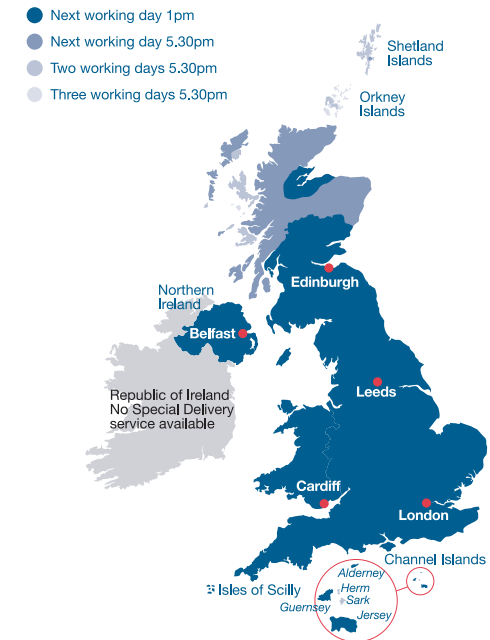 Next working day 1pm
Next working day 5.30pm
Two working days 5.30pm
Three working days 5.30pm
Shetland
Islands
Orkney
Islands
Edinburgh
Northern
Ireland
Belfast
Leeds
Republic of Ireland
No Special Delivery
service available
Cardiff
London
Channel Islands
Alderney
Isles of Scilly
Herm
Sark
Guernsey
Jersey